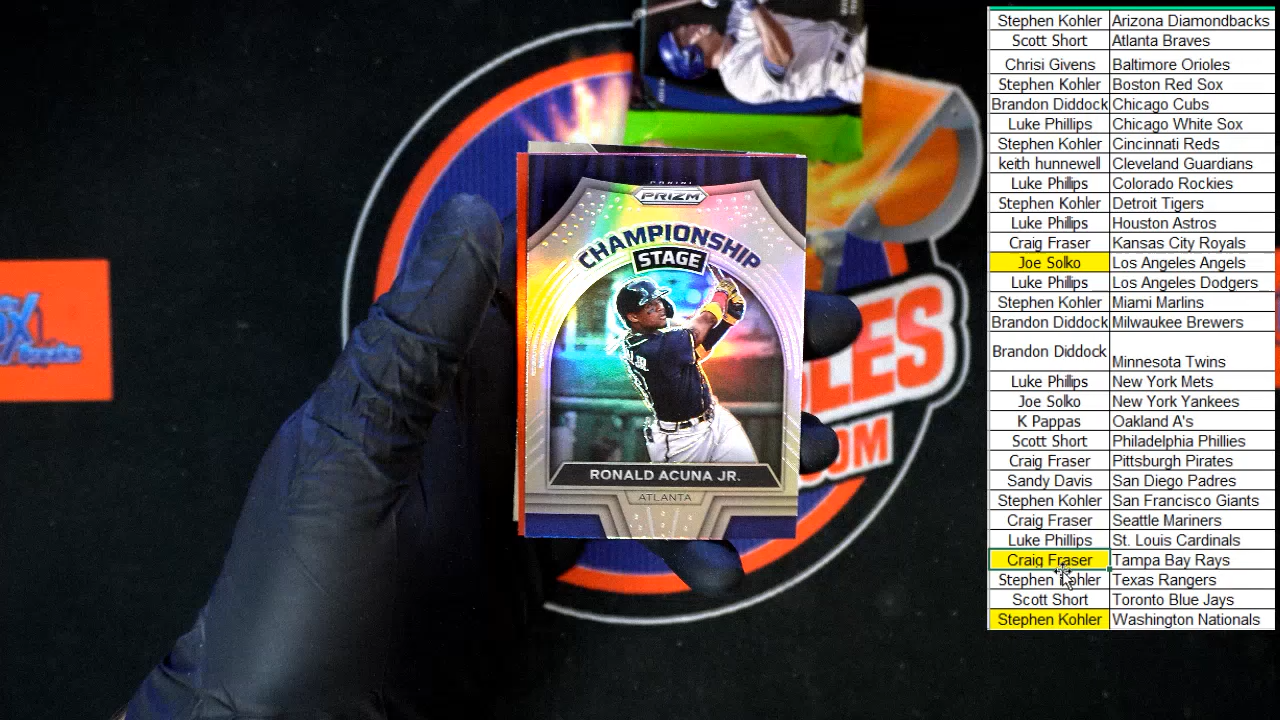 PANINI
PRIZM
CHAMPIONSHIP
STAGE
RONALD ACUNA JR.
ATLANTA
Breaks
LES
OM
Stephen Kohler Arizona Diamondbacks
Scott Short Atlanta Braves
Chrisi Givens Baltimore Orioles
Stephen Kohler Boston Red Sox
Brandon Diddock Chicago Cubs
Luke Phillips Chicago White Sox
Stephen Kohler Cincinnati Reds
keith hunnewell Cleveland Guardians
Luke Phillips Colorado Rockies
Stephen Kohler Detroit Tigers
Luke Phillips Houston Astros
Craig Fraser Kansas City Royals
Joe Solko Los Angeles Angels
Luke Phillips Los Angeles Dodgers
Stephen Kohler Miami Marlins
Brandon Diddock Milwaukee Brewers
Brandon Diddock Minnesota Twins
Luke Phillips New York Mets
Joe Solko New York Yankees
K Pappas Oakland A's
Scott Short Philadelphia Phillies
Craig Fraser Pittsburgh Pirates
Sandy Davis San Diego Padres
Stephen Kohler San Francisco Giants
Craig Fraser Seattle Mariners
Luke Phillips St. Louis Cardinals
Craig Fraser Tampa Bay Rays
Stephen Kohler Texas Rangers
Scott Short Toronto Blue Jays
Stephen Kohler Washington Nationals